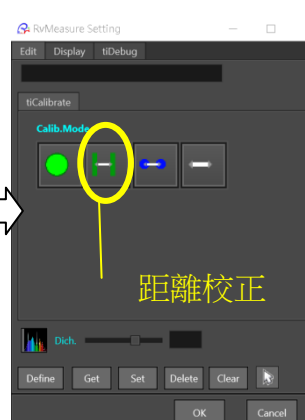 RvMeasure Setting
Edit Display tiDebug
tiCalibrate
Calib.Mode
距離校正
Dich.
Define Get Set Delete Clear
OK Cancel